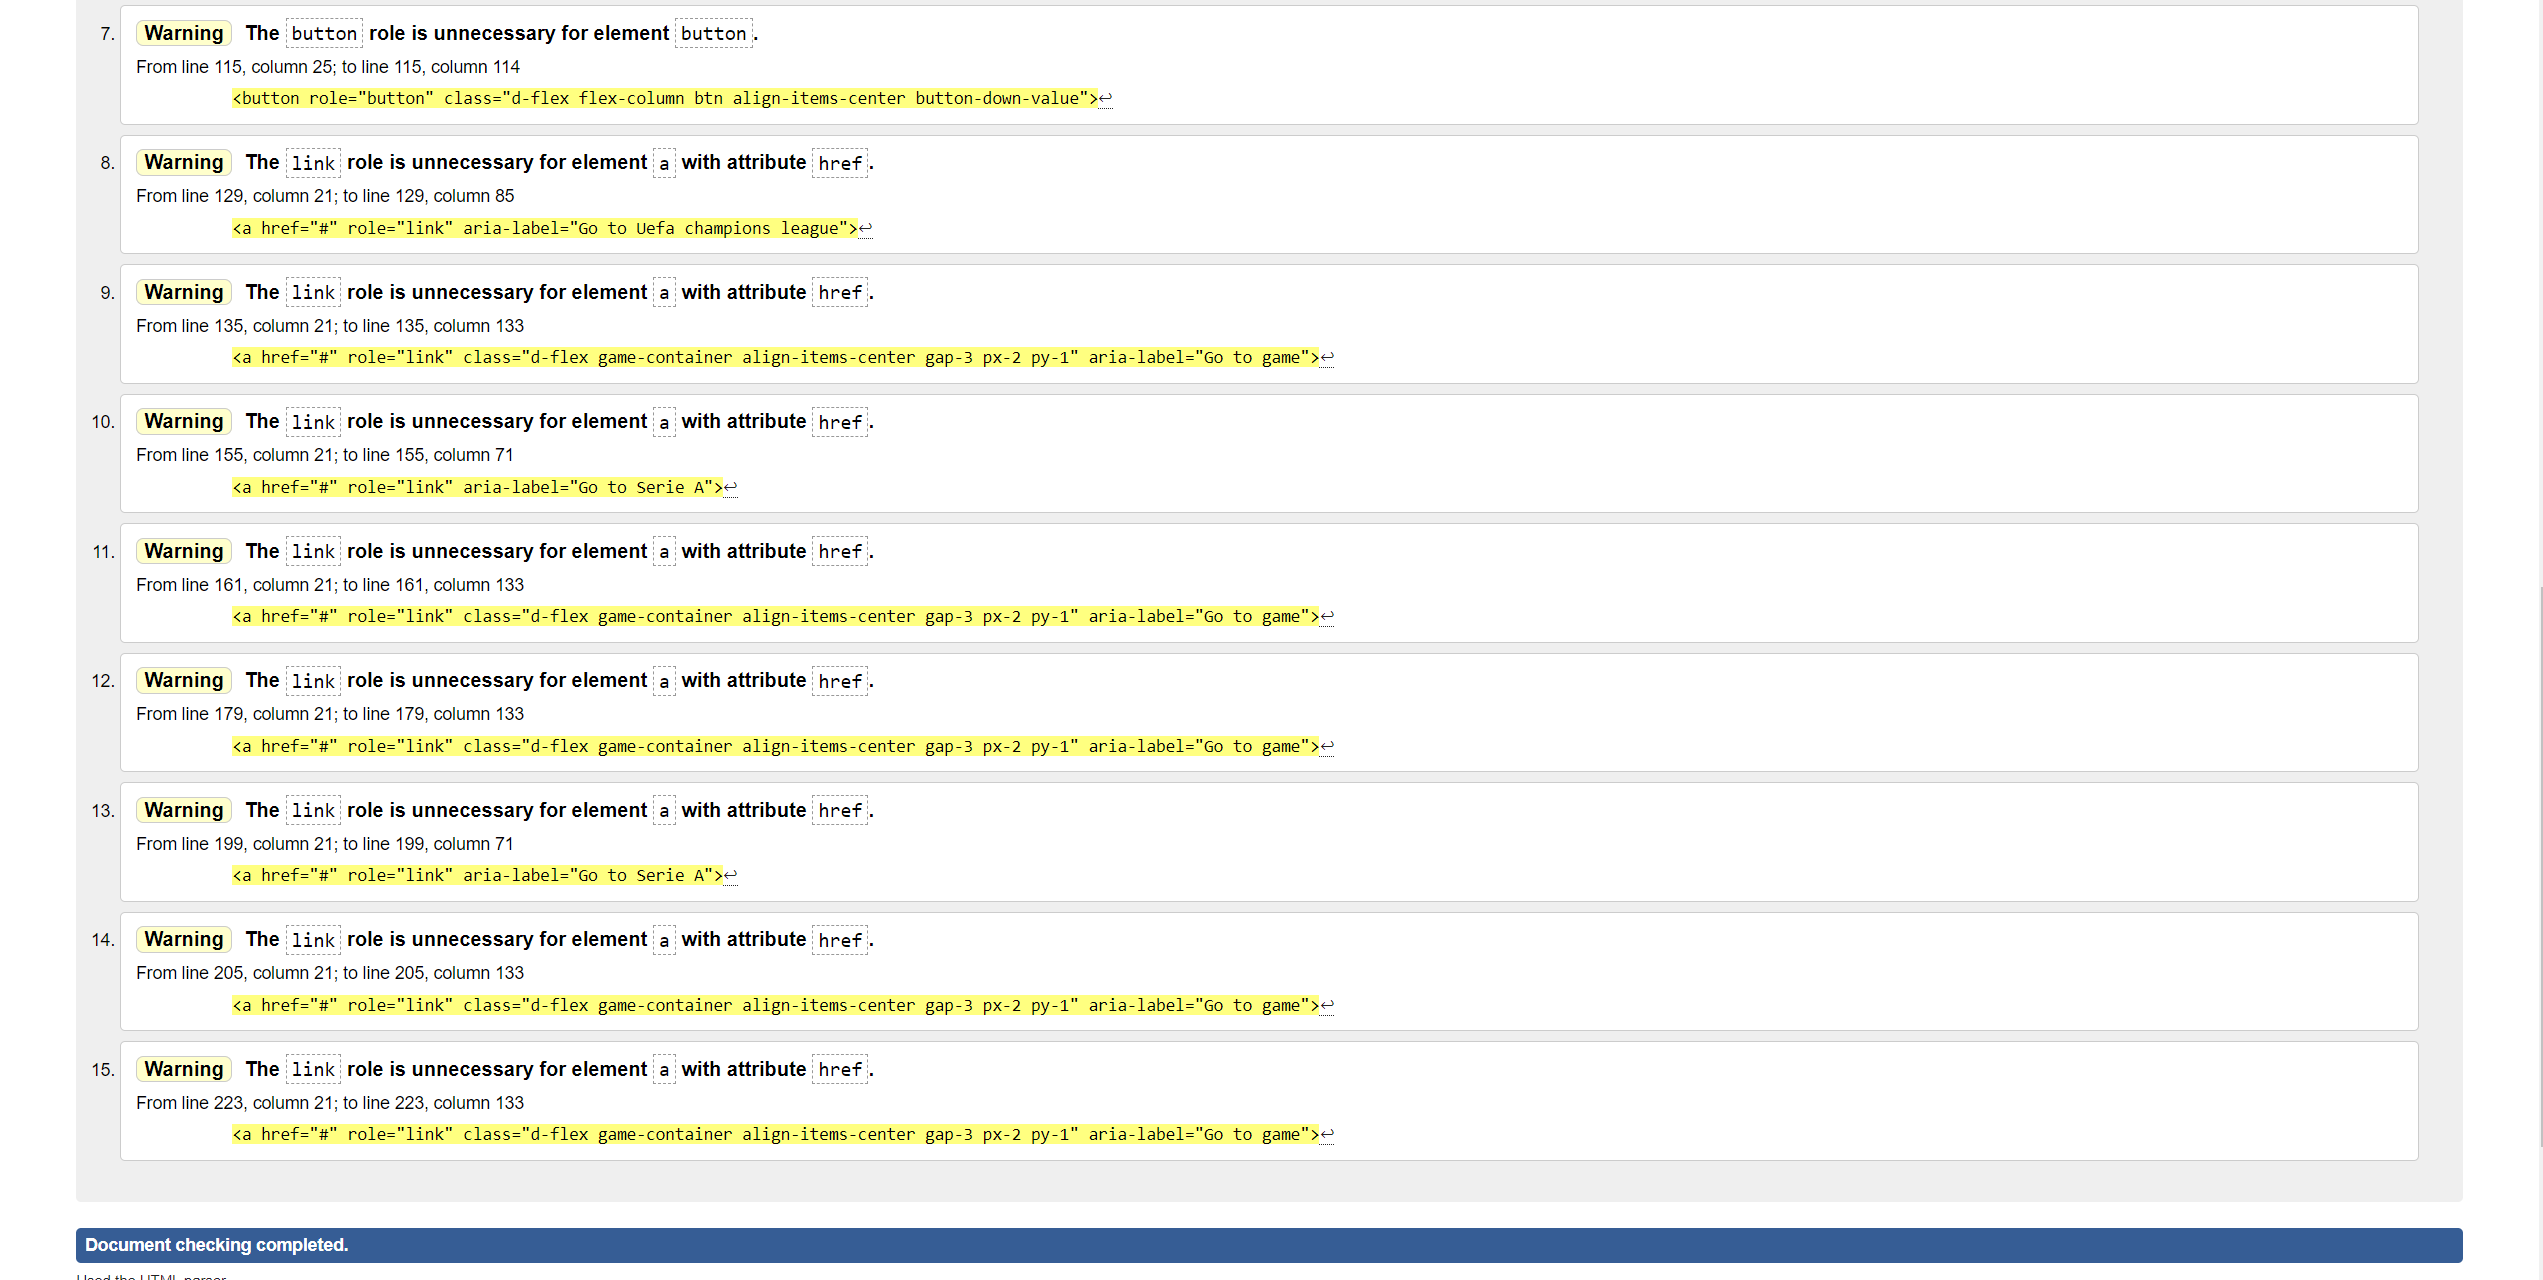 7. Warning The button role is unnecessary for element button.
From line 115, column 25; to line 115, column 114
<button role="button" class="d-flex flex-column btn align-items-center button-down-value">↩
8. Warning The link role is unnecessary for element a with attribute href.
From line 129, column 21; to line 129, column 85
<a href="#" role="link" aria-label="Go to Uefa champions league">↩
9. Warning The link role is unnecessary for element a with attribute href.
From line 135, column 21; to line 135, column 133
<a href="#" role="link" class="d-flex game-container align-items-center gap-3 px-2 py-1" aria-label="Go to game">↩
10. Warning The link role is unnecessary for element a with attribute href.
From line 155, column 21; to line 155, column 71
<a href="#" role="link" aria-label="Go to Serie A">↩
11. Warning The link role is unnecessary for element a with attribute href.
From line 161, column 21; to line 161, column 133
<a href="#" role="link" class="d-flex game-container align-items-center gap-3 px-2 py-1" aria-label="Go to game">↩
12. Warning The link role is unnecessary for element a with attribute href.
From line 179, column 21; to line 179, column 133
<a href="#" role="link" class="d-flex game-container align-items-center gap-3 px-2 py-1" aria-label="Go to game">↩
13. Warning The link role is unnecessary for element a with attribute href.
From line 199, column 21; to line 199, column 71
<a href="#" role="link" aria-label="Go to Serie A">↩
14. Warning The link role is unnecessary for element a with attribute href.
From line 205, column 21; to line 205, column 133
<a href="#" role="link" class="d-flex game-container align-items-center gap-3 px-2 py-1" aria-label="Go to game">↩
15. Warning The link role is unnecessary for element a with attribute href.
From line 223, column 21; to line 223, column 133
<a href="#" role="link" class="d-flex game-container align-items-center gap-3 px-2 py-1" aria-label="Go to game">↩
Document checking completed.
Used the HTML parser